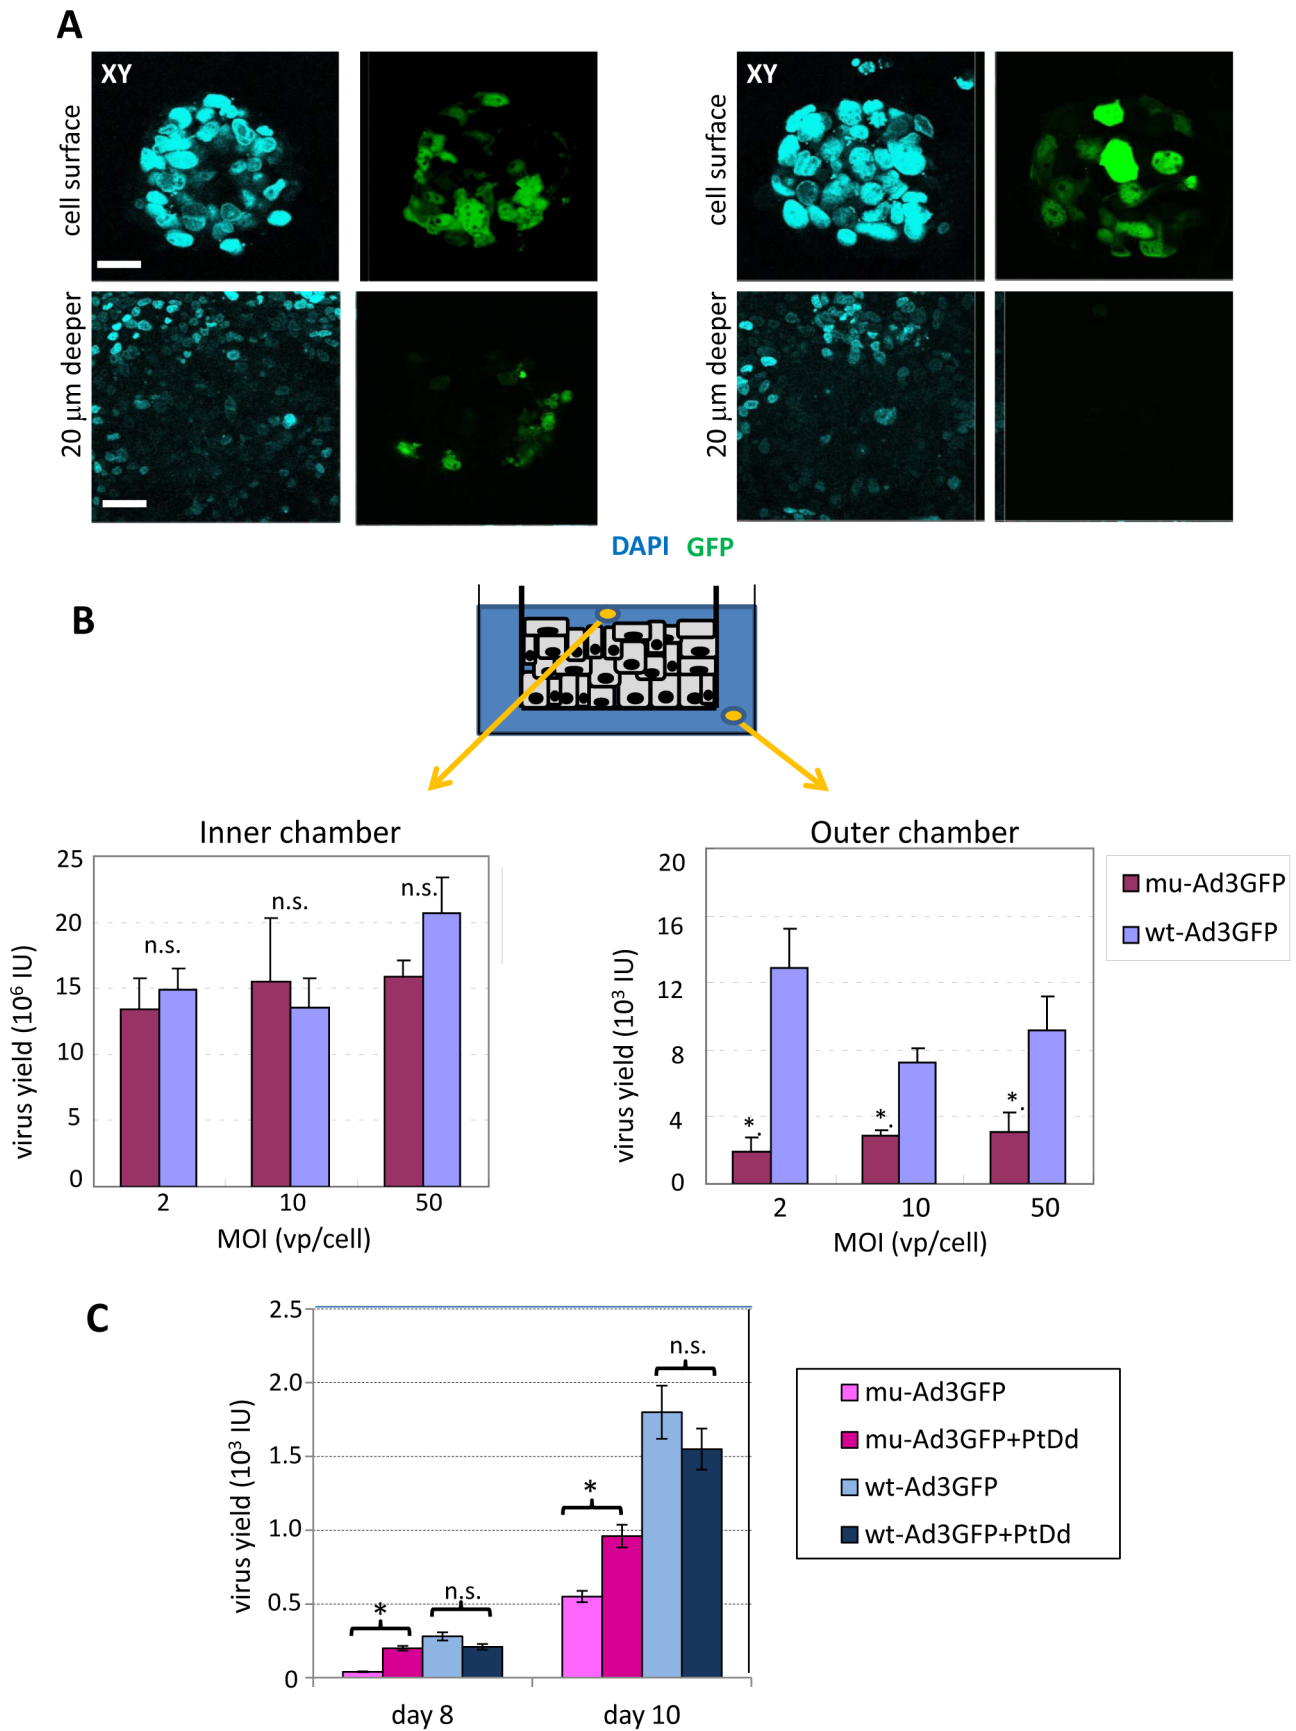 A
XY
XY
cell surface
cell surface
20 µm deeper
20 µm deeper
DAPI GFP
B
Inner chamber
25
20
15
10
5
0
virus yield (10⁶ IU)
n.s.
n.s.
n.s.
2 10 50
MOI (vp/cell)
Outer chamber
20
16
12
8
4
0
virus yield (10³ IU)
*.
*.
*.
2 10 50
MOI (vp/cell)
mu-Ad3GFP
wt-Ad3GFP
C
2.5
2.0
1.5
1.0
0.5
0
virus yield (10³ IU)
*
n.s.
*
n.s.
day 8 day 10
mu-Ad3GFP
mu-Ad3GFP+PtDd
wt-Ad3GFP
wt-Ad3GFP+PtDd